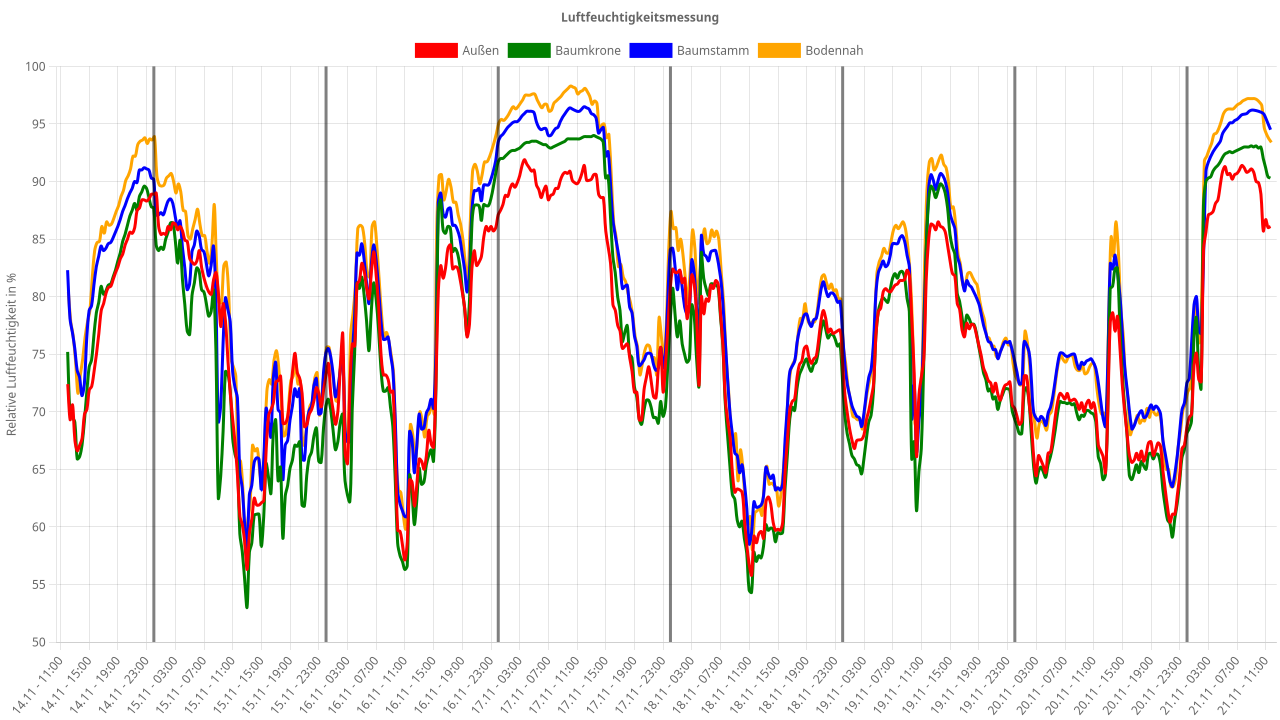 Luftfeuchtigkeitsmessung
Außen Baumkrone Baumstamm Bodennah
Relative Luftfeuchtigkeit in %
100
95
90
85
80
75
70
65
60
55
50
14.11 - 11:00
14.11 - 15:00
14.11 - 19:00
14.11 - 23:00
15.11 - 03:00
15.11 - 07:00
15.11 - 11:00
15.11 - 15:00
15.11 - 19:00
15.11 - 23:00
16.11 - 03:00
16.11 - 07:00
16.11 - 11:00
16.11 - 15:00
16.11 - 19:00
16.11 - 23:00
17.11 - 03:00
17.11 - 07:00
17.11 - 11:00
17.11 - 15:00
17.11 - 19:00
17.11 - 23:00
18.11 - 03:00
18.11 - 07:00
18.11 - 11:00
18.11 - 15:00
18.11 - 19:00
18.11 - 23:00
19.11 - 03:00
19.11 - 07:00
19.11 - 11:00
19.11 - 15:00
19.11 - 19:00
19.11 - 23:00
20.11 - 03:00
20.11 - 07:00
20.11 - 11:00
20.11 - 15:00
20.11 - 19:00
20.11 - 23:00
21.11 - 03:00
21.11 - 07:00
21.11 - 11:00